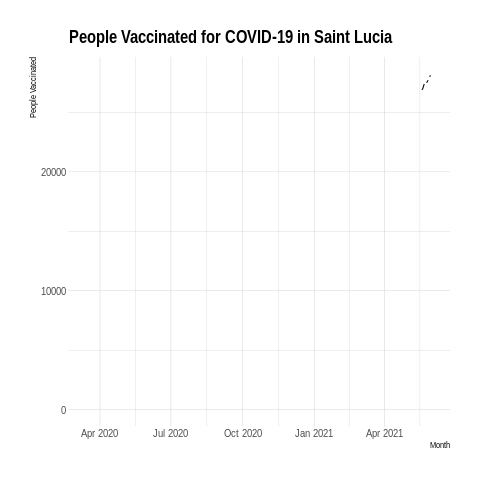 People Vaccinated for COVID-19 in Saint Lucia
People Vaccinated
20000
10000
0
Apr 2020 Jul 2020 Oct 2020 Jan 2021 Apr 2021
Month